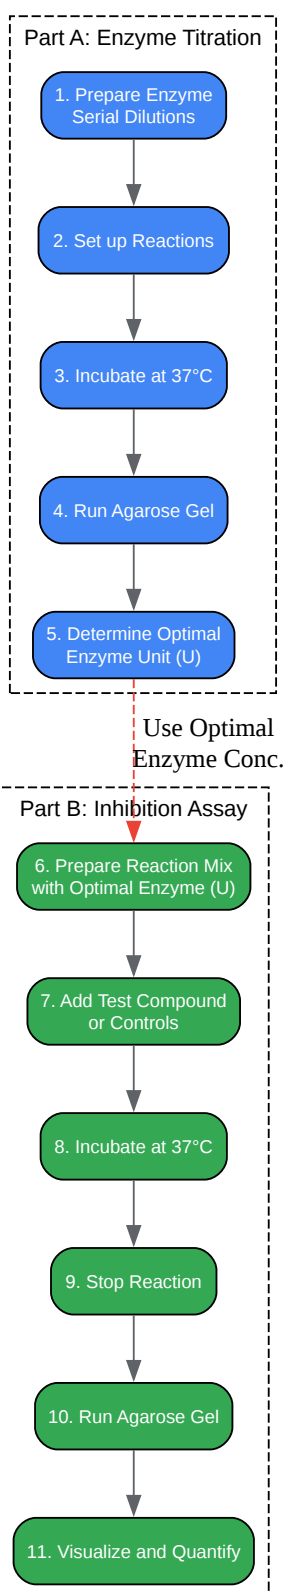 Part A: Enzyme Titration
1. Prepare Enzyme
Serial Dilutions
2. Set up Reactions
3. Incubate at 37°C
4. Run Agarose Gel
5. Determine Optimal
Enzyme Unit (U)
Use Optimal
Enzyme Conc.
Part B: Inhibition Assay
6. Prepare Reaction Mix
with Optimal Enzyme (U)
7. Add Test Compound
or Controls
8. Incubate at 37°C
9. Stop Reaction
10. Run Agarose Gel
11. Visualize and Quantify